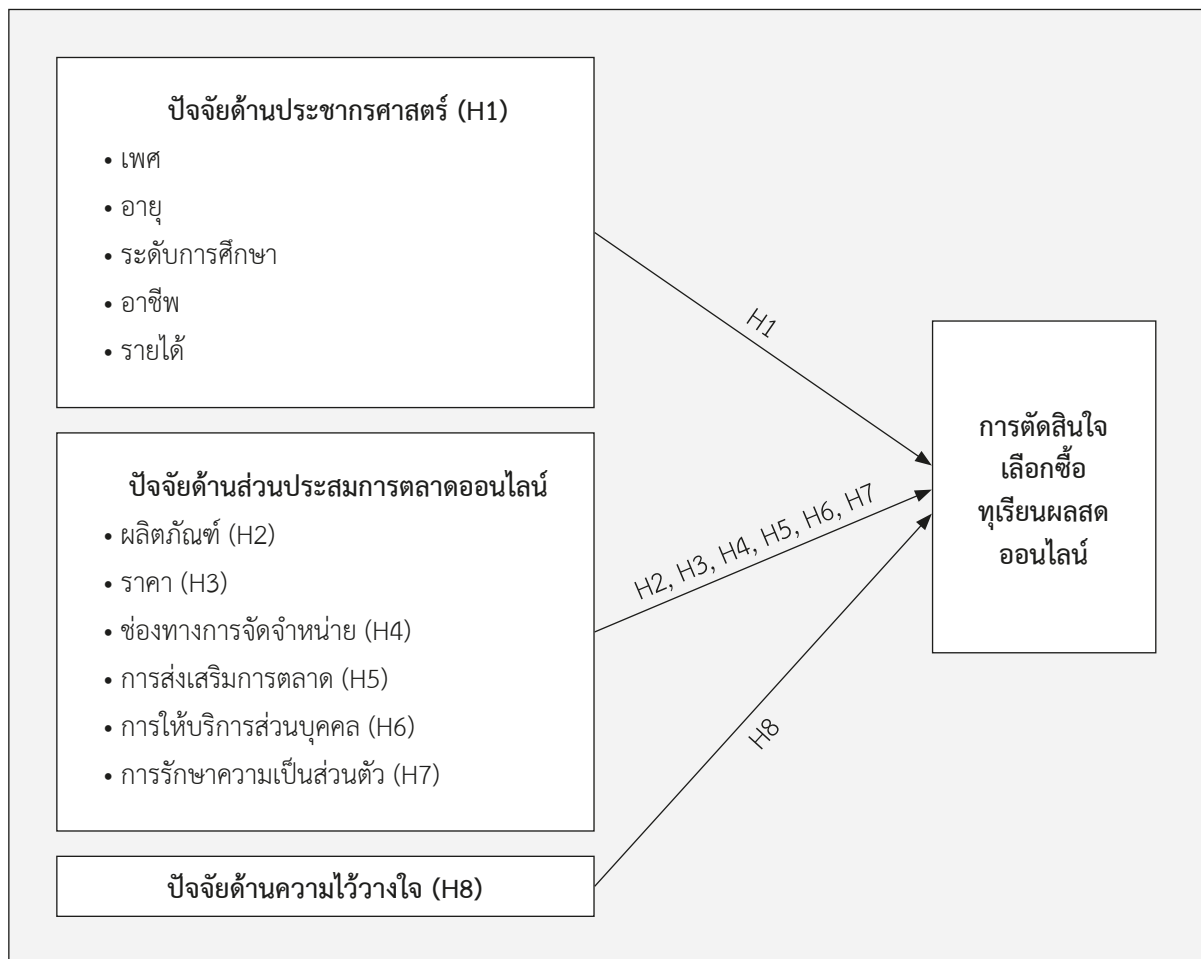 ปัจจัยด้านประชากรศาสตร์ (H1)
• เพศ
• อายุ
• ระดับการศึกษา
• อาชีพ
• รายได้
ปัจจัยด้านส่วนประสมการตลาดออนไลน์
• ผลิตภัณฑ์ (H2)
• ราคา (H3)
• ช่องทางการจัดจำหน่าย (H4)
• การส่งเสริมการตลาด (H5)
• การให้บริการส่วนบุคคล (H6)
• การรักษาความเป็นส่วนตัว (H7)
ปัจจัยด้านความไว้วางใจ (H8)
H1
H2, H3, H4, H5, H6, H7
H8
การตัดสินใจ
เลือกซื้อ
ทุเรียนผลสด
ออนไลน์